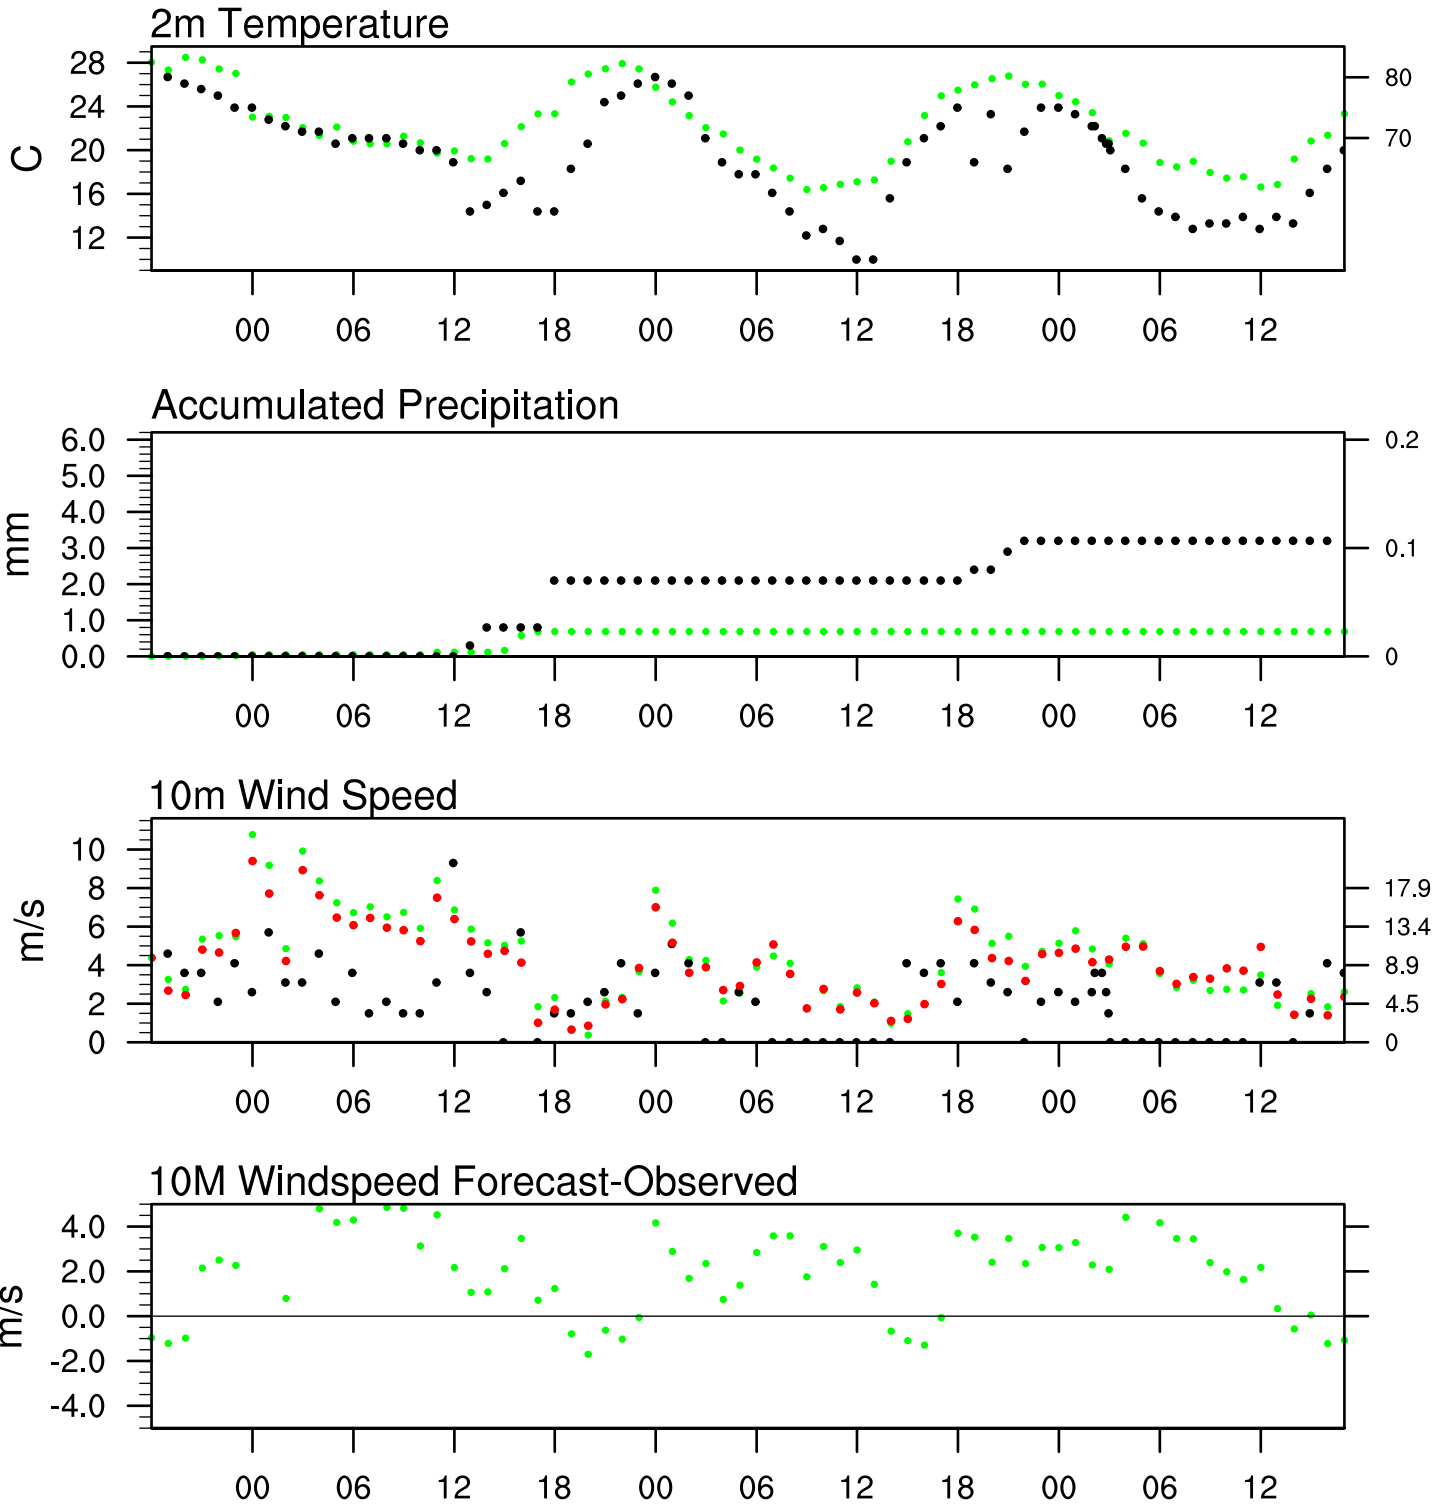 2m Temperature
28
24
20
16
12
C
80
70
00 06 12 18 00 06 12 18 00 06 12
Accumulated Precipitation
6.0
5.0
4.0
3.0
2.0
1.0
0.0
mm
0.2
0.1
0
00 06 12 18 00 06 12 18 00 06 12
10m Wind Speed
10
8
6
4
2
0
m/s
17.9
13.4
8.9
4.5
0
00 06 12 18 00 06 12 18 00 06 12
10M Windspeed Forecast-Observed
4.0
2.0
0.0
-2.0
-4.0
m/s
00 06 12 18 00 06 12 18 00 06 12